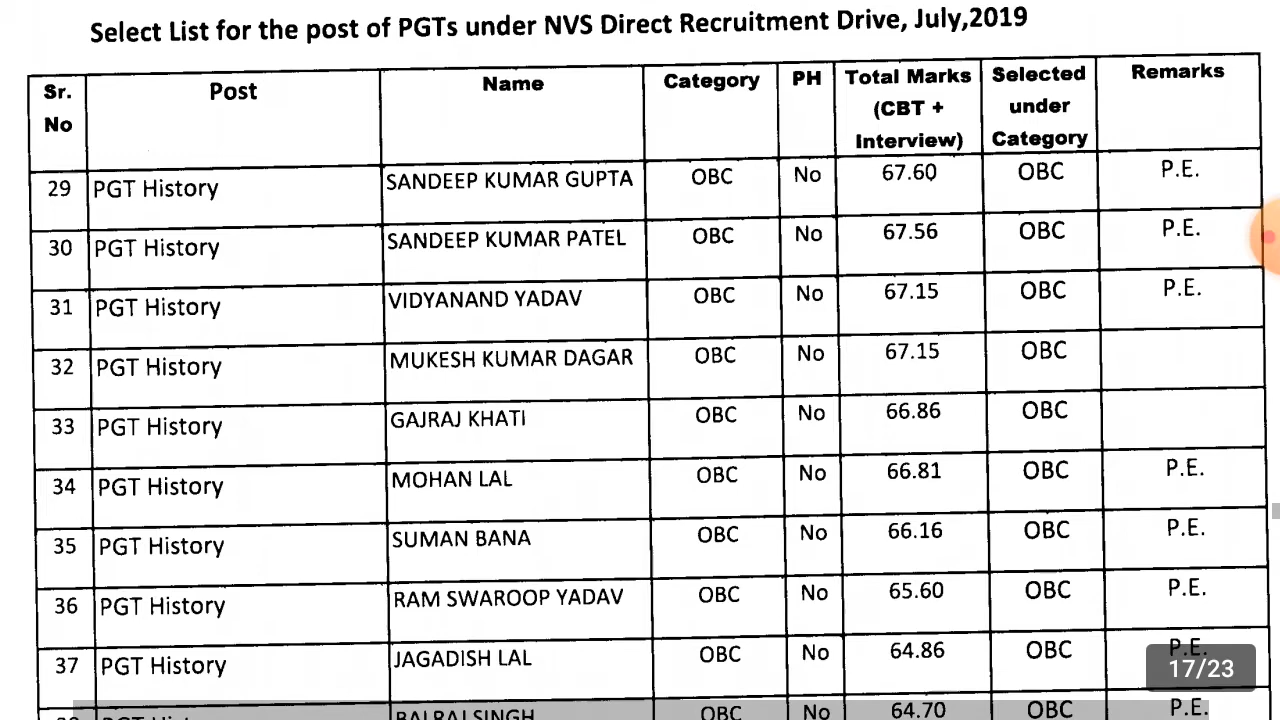 Select List for the post of PGTs under NVS Direct Recruitment Drive, July,2019
Sr. No Post Name Category PH Total Marks (CBT + Interview) Selected under Category Remarks
29 PGT History SANDEEP KUMAR GUPTA OBC No 67.60 OBC P.E.
30 PGT History SANDEEP KUMAR PATEL OBC No 67.56 OBC P.E.
31 PGT History VIDYANAND YADAV OBC No 67.15 OBC P.E.
32 PGT History MUKESH KUMAR DAGAR OBC No 67.15 OBC
33 PGT History GAJRAJ KHATI OBC No 66.86 OBC
34 PGT History MOHAN LAL OBC No 66.81 OBC P.E.
35 PGT History SUMAN BANA OBC No 66.16 OBC P.E.
36 PGT History RAM SWAROOP YADAV OBC No 65.60 OBC P.E.
37 PGT History JAGADISH LAL OBC No 64.86 OBC P.E.
17/23
38 PGT History BALRAJ SINGH OBC No 64.70 OBC P.E.